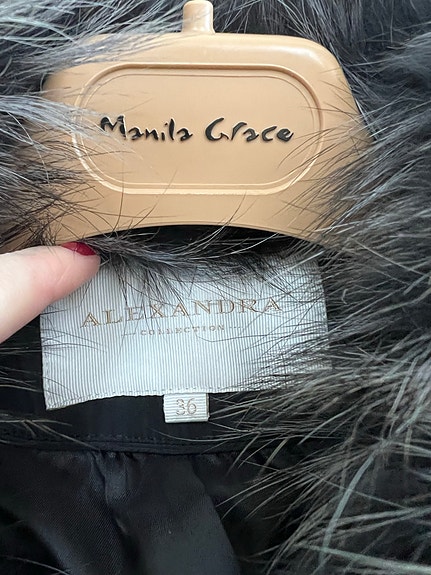 Manila Grace
ALEXANDRA
COLLECTION
36